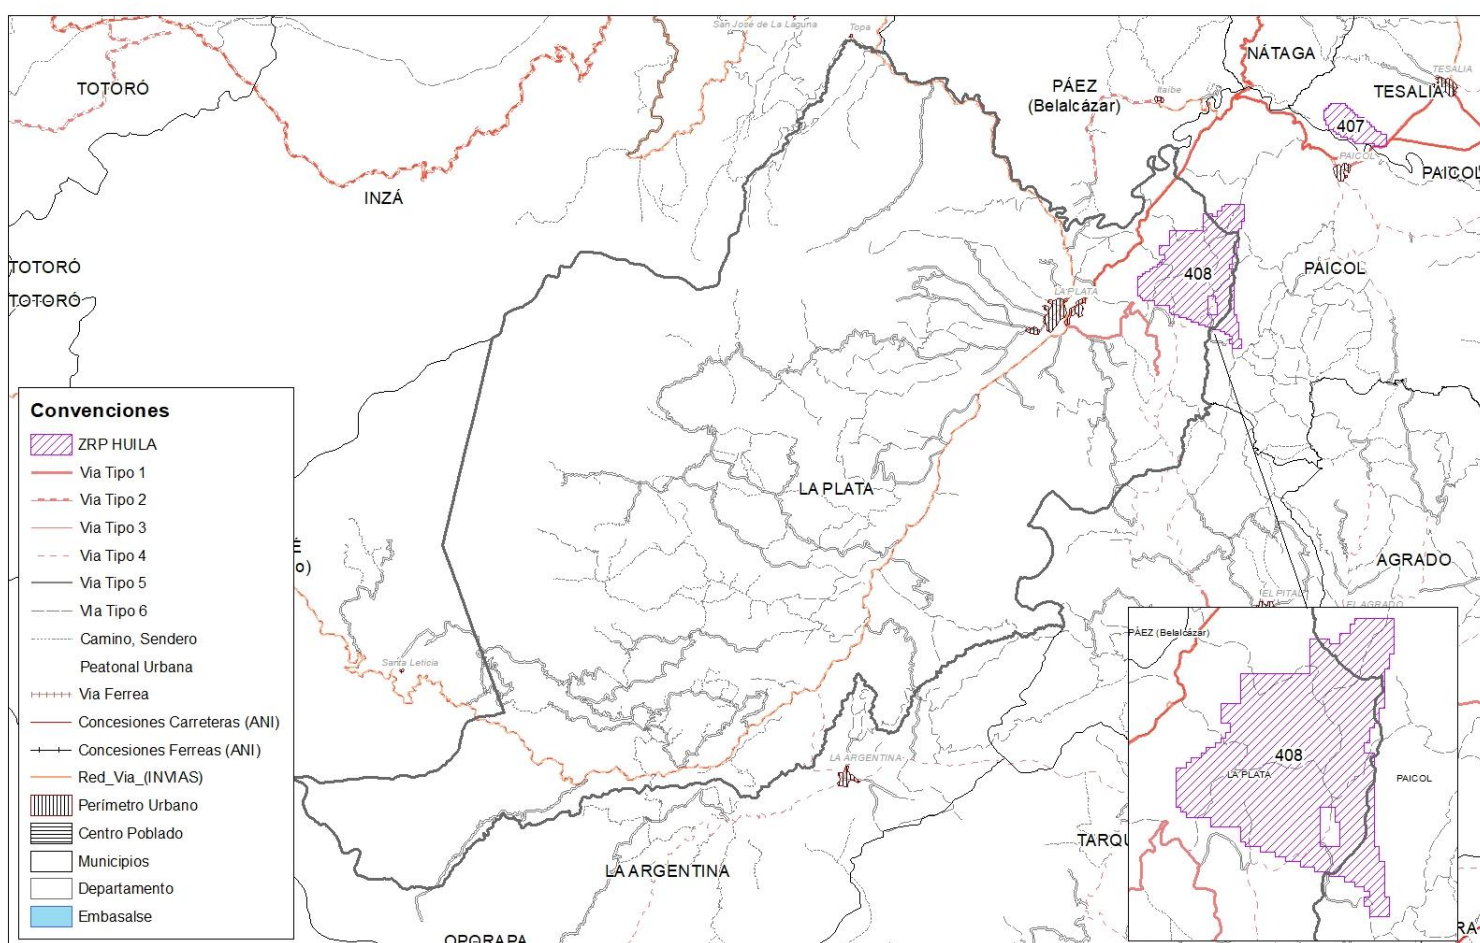 San José de La Laguna
Topa
NÁTAGA
TOTORÓ
PÁEZ
(Belalcázar)
Itaibe
TESALIA
TESALIA
407
PAICOL
PAICOL
INZÁ
TOTORÓ
TOTORÓ
408
PAICOL
LA PLATA
LA PLATA
AGRADO
EL PITAL
EL AGRADO
Santa Leticia
LA ARGENTINA
LA ARGENTINA
TARQU
OPORAPA
Convenciones
ZRP HUILA
Via Tipo 1
Via Tipo 2
Via Tipo 3
Via Tipo 4
Via Tipo 5
VIa Tipo 6
Camino, Sendero
Peatonal Urbana
Via Ferrea
Concesiones Carreteras (ANI)
Concesiones Ferreas (ANI)
Red_Via_(INVIAS)
Perímetro Urbano
Centro Poblado
Municipios
Departamento
Embasalse
PÁEZ (Belalcázar)
408
LA PLATA
PAICOL